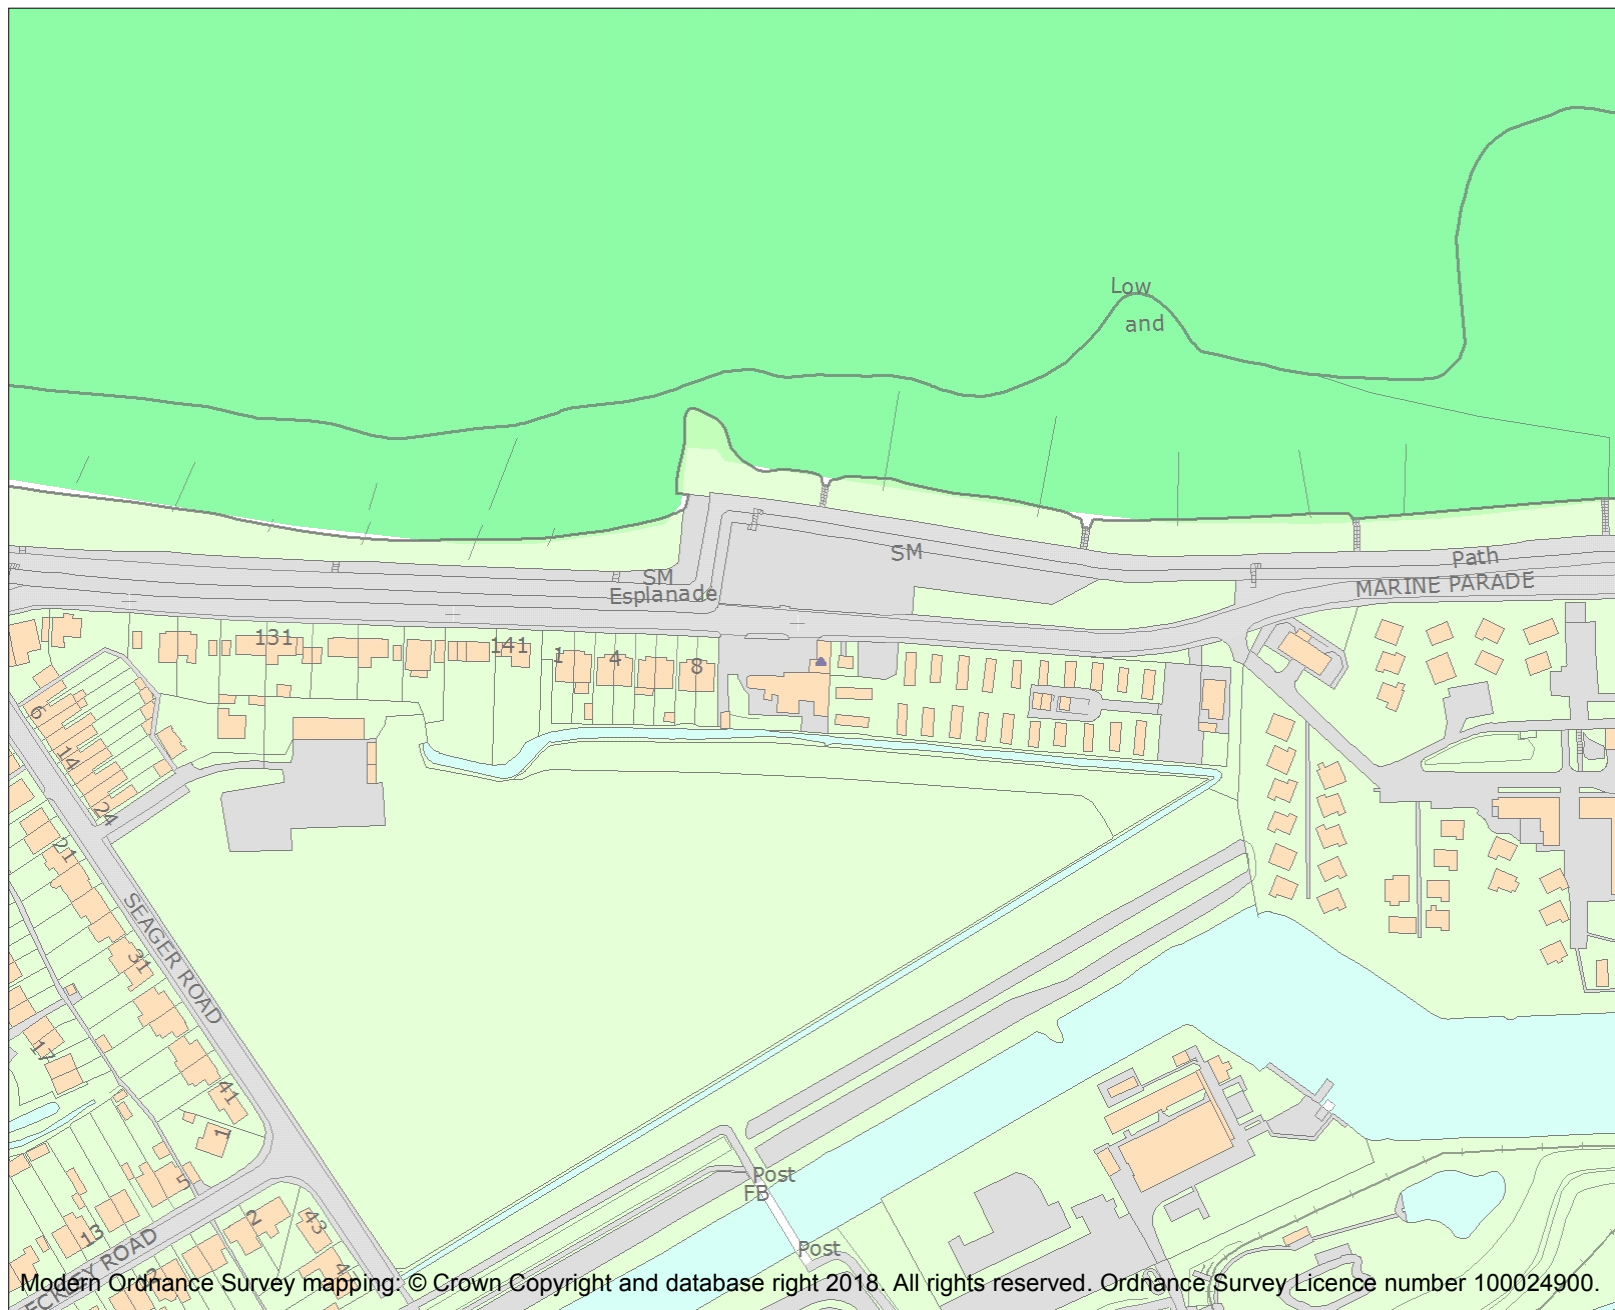 Low
and
SM
Path
SM
MARINE PARADE
Esplanade
131
141
1
4
8
6
14
24
21
SEAGER ROAD
31
17
41
1
Post
5
FB
2
43
13
Post
ECKLEY ROAD
4
Modern Ordnance Survey mapping: © Crown Copyright and database right 2018. All rights reserved. Ordnance Survey Licence number 100024900.